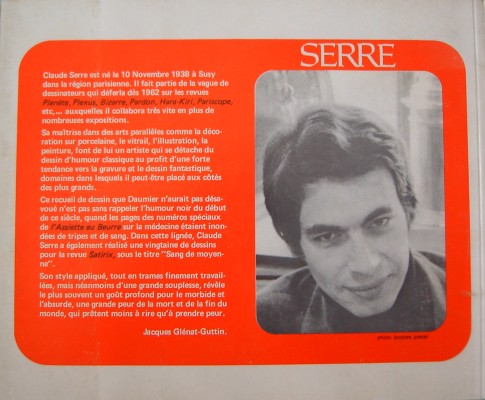 SERRE
Claude Serre est né le 10 Novembre 1938 à Susy
dans la région parisienne. Il fait partie de la vague de
dessinateurs qui déferla dès 1962 sur les revues
Planète, Plexus, Bizarre, Pardon, Hara-Kiri, Pariscope,
etc,... auxquelles il collabora très vite en plus de
nombreuses expositions.
Sa maîtrise dans des arts parallèles comme la déco-
ration sur porcelaine, le vitrail, l'illustration, la
peinture, font de lui un artiste qui se détache du
dessin d'humour classique au profit d'une forte
tendance vers la gravure et le dessin fantastique,
domaines dans lesquels il peut-être placé aux côtés
des plus grands.
Ce recueil de dessin que Daumier n'aurait pas désa-
voué n'est pas sans rappeler l'humour noir du début
de ce siècle, quand les pages des numéros spéciaux
de l'Assiette au Beurre sur la médecine étaient inon-
dées de tripes et de sang. Dans cette lignée, Claude
Serre a également réalisé une vingtaine de dessins
pour la revue Satirix, sous le titre "Sang de moyen-
ne".
Son style appliqué, tout en trames finement travail-
lées, mais néanmoins d'une grande souplesse, révèle
le plus souvent un goût profond pour le morbide et
l'absurde, une grande peur de la mort et de la fin du
monde, qui prêtent moins à rire qu'à prendre peur.
Jacques Glénat-Guttin.
photo Jacques